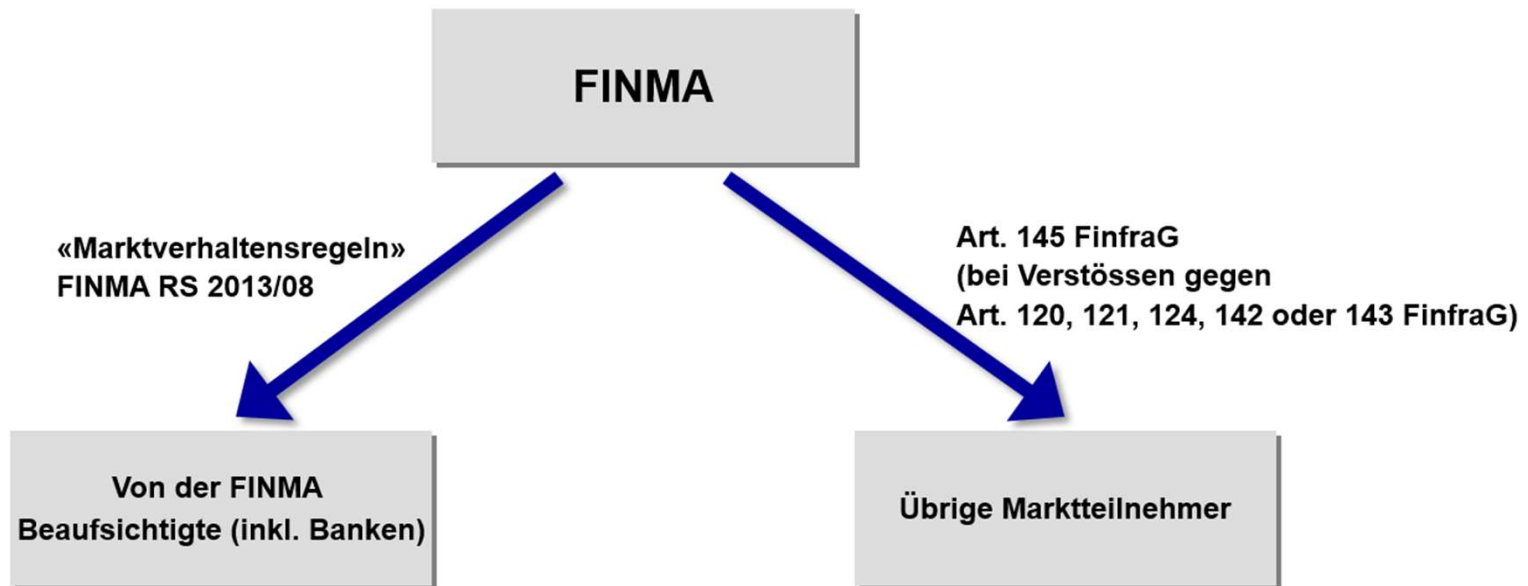 FINMA
«Marktverhaltensregeln»
FINMA RS 2013/08
Art. 145 FinfraG
(bei Verstössen gegen
Art. 120, 121, 124, 142 oder 143 FinfraG)
Von der FINMA
Beaufsichtigte (inkl. Banken)
Übrige Marktteilnehmer